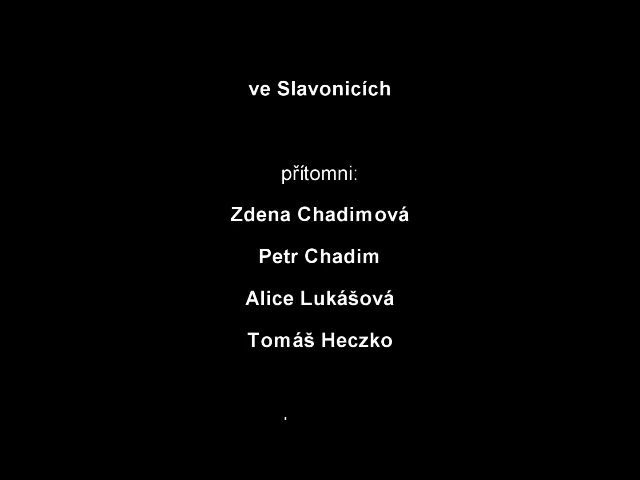 ve Slavonicích
přítomni:
Zdena Chadimová
Petr Chadim
Alice Lukášová
Tomáš Heczko